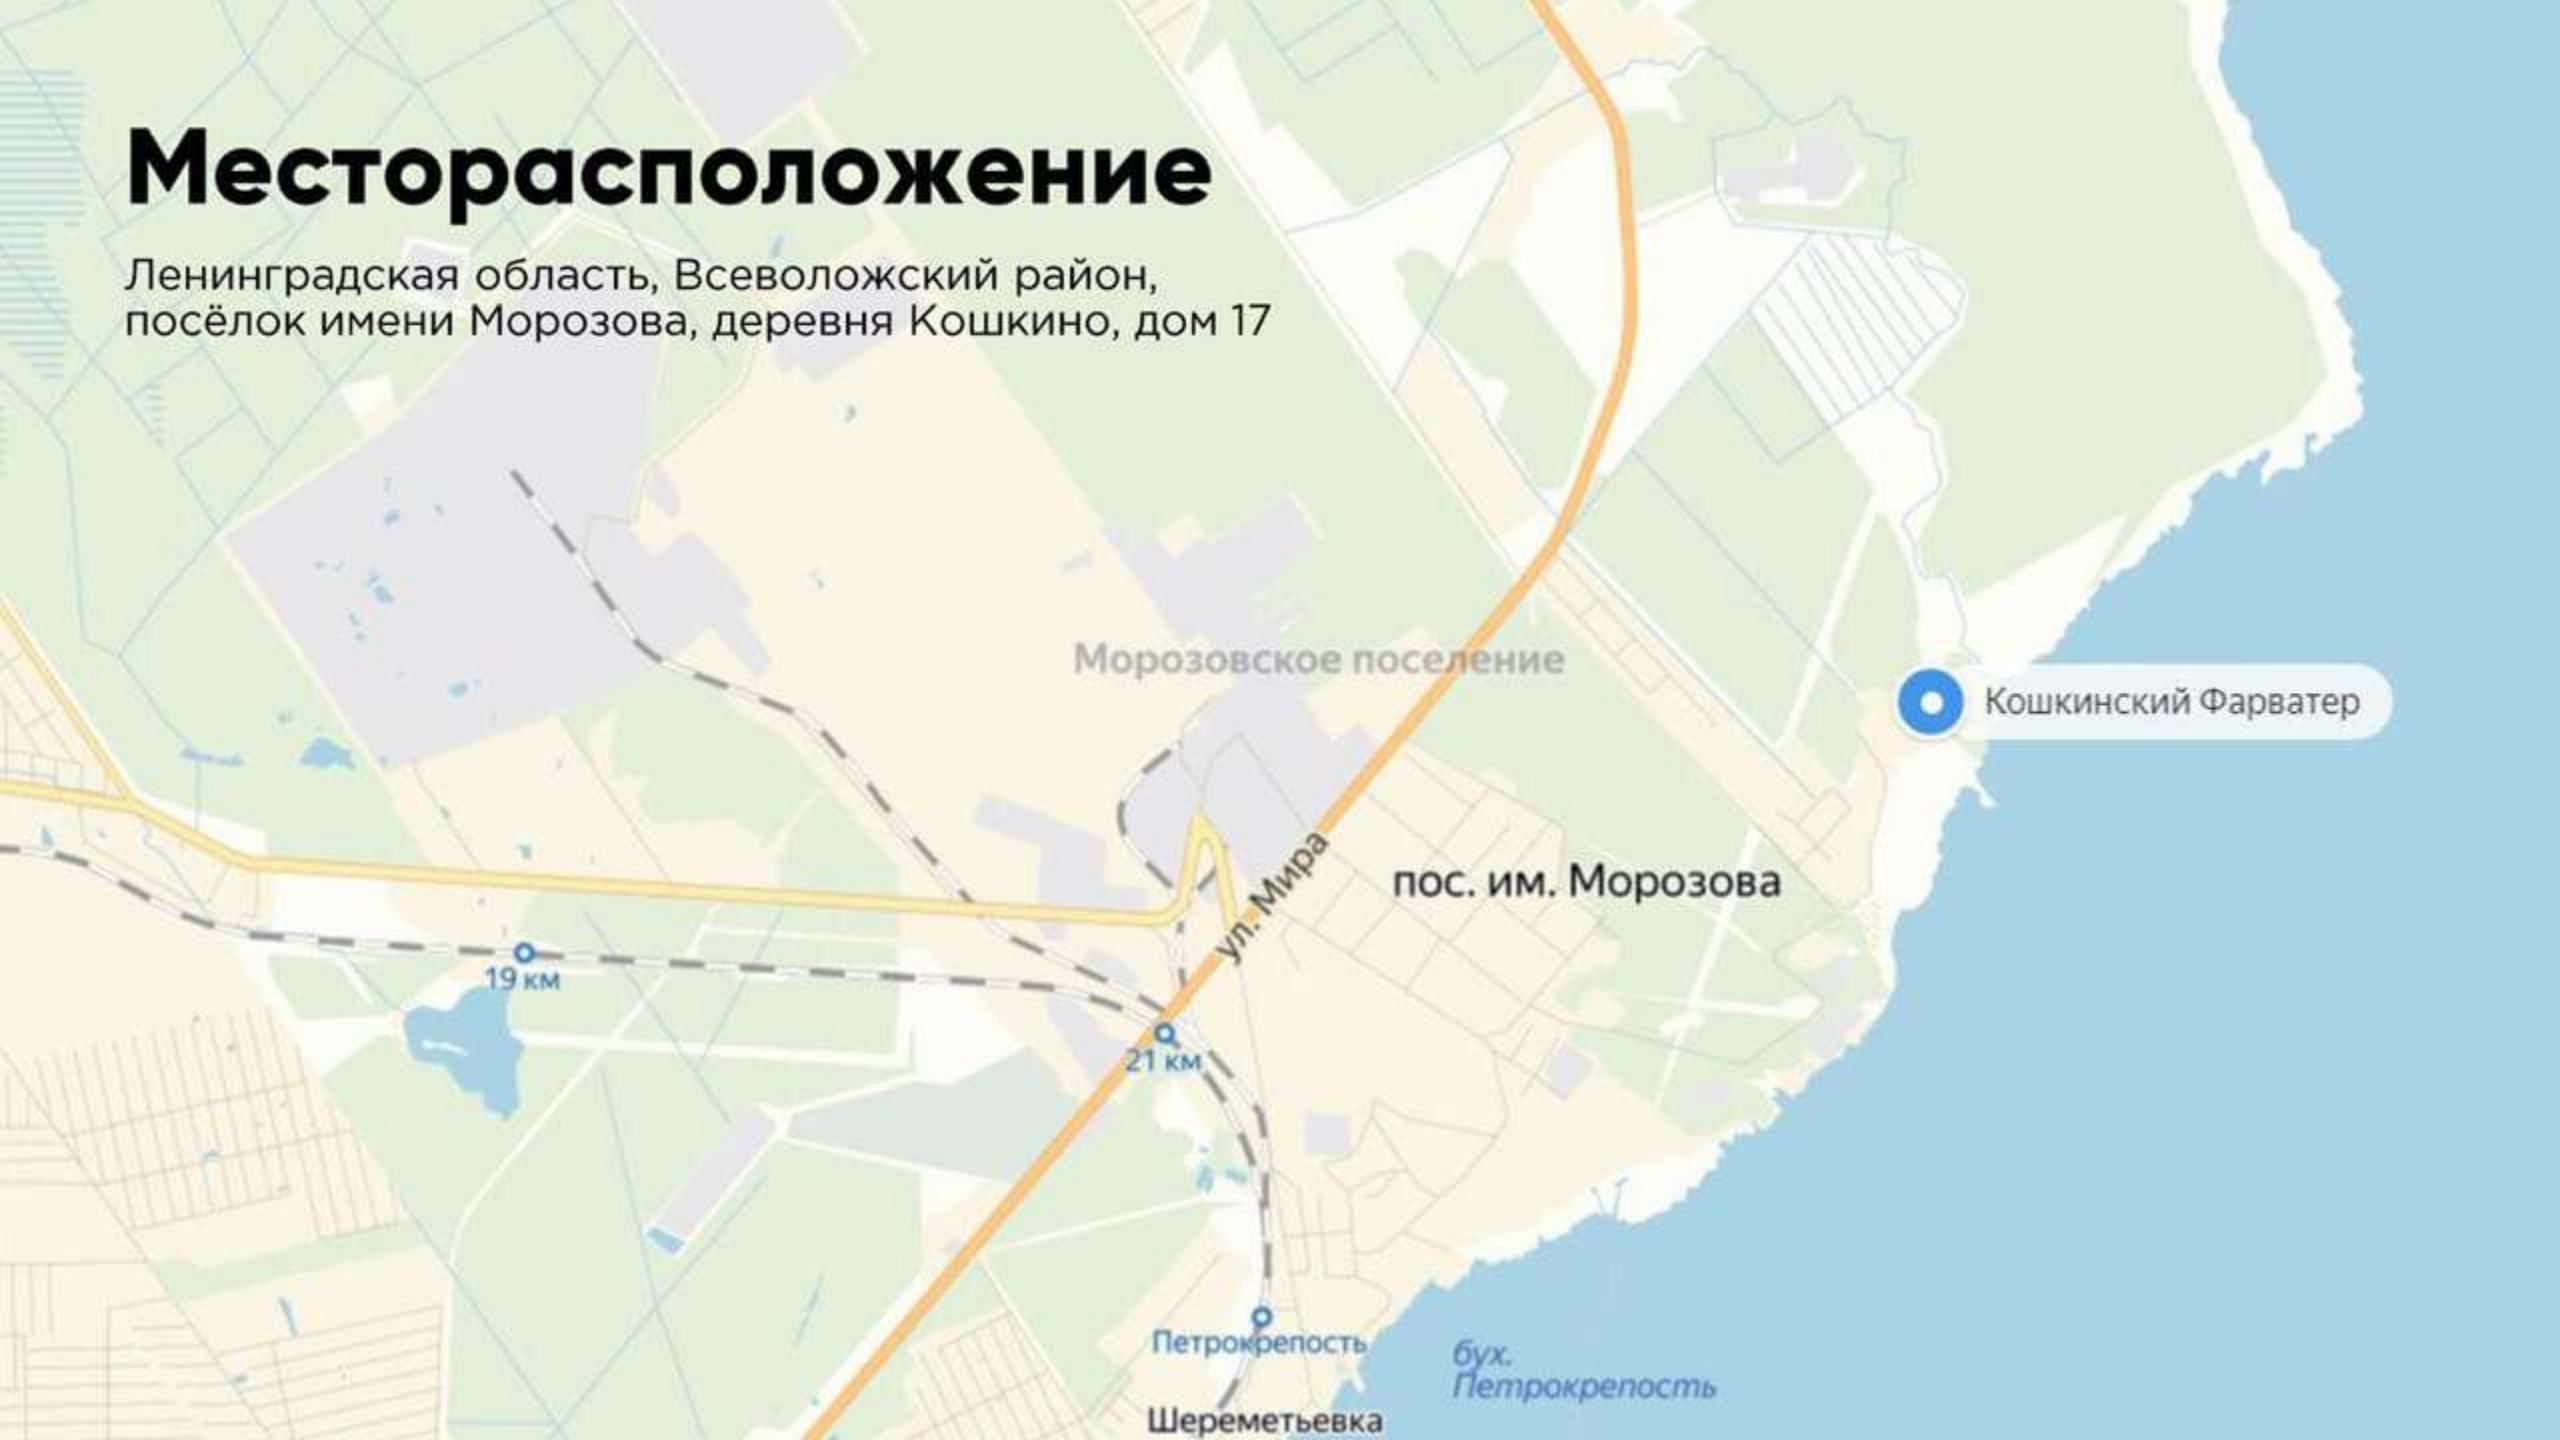 Месторасположение
Ленинградская область, Всеволожский район,
посёлок имени Морозова, деревня Кошкино, дом 17
Морозовское поселение
Кошкинский Фарватер
ул. Мира
пос. им. Морозова
19 км
21 км
Петрокрепость
бух.
Петрокрепость
Шереметьевка